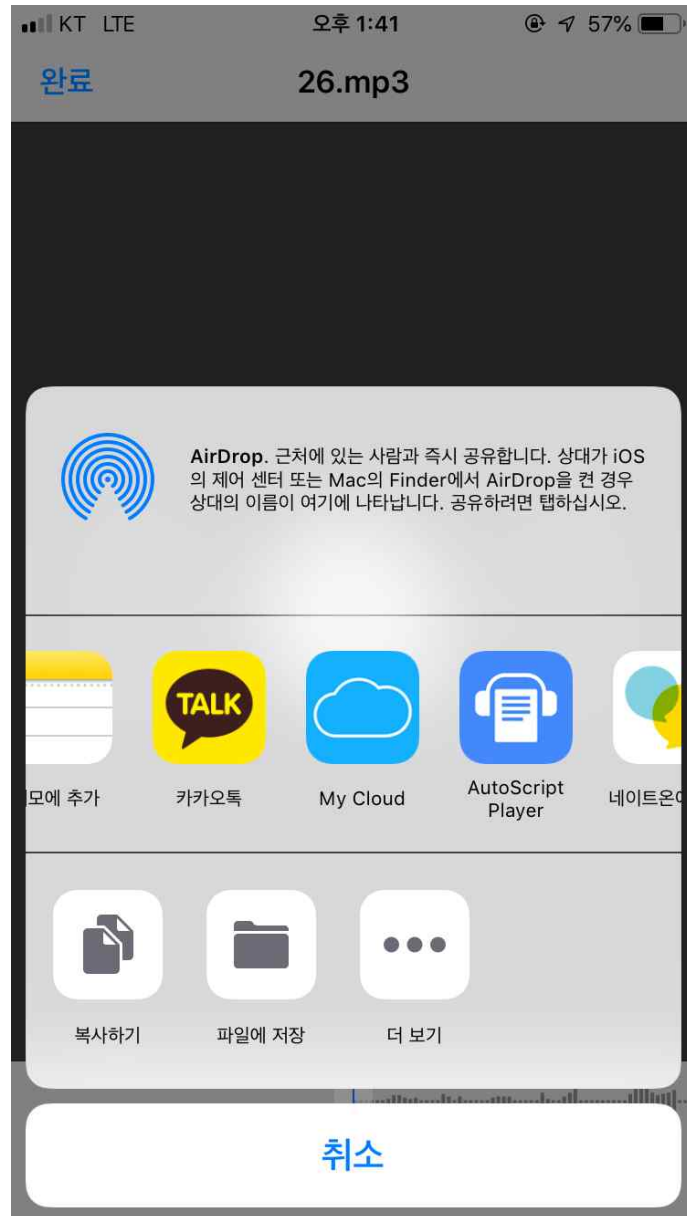 KT LTE 오후 1:41 57%
완료 26.mp3
AirDrop. 근처에 있는 사람과 즉시 공유합니다. 상대가 iOS
의 제어 센터 또는 Mac의 Finder에서 AirDrop을 켠 경우
상대의 이름이 여기에 나타납니다. 공유하려면 탭하십시오.
TALK
모에 추가 카카오톡 My Cloud AutoScript
Player 네이트온
복사하기 파일에 저장 더 보기
취소